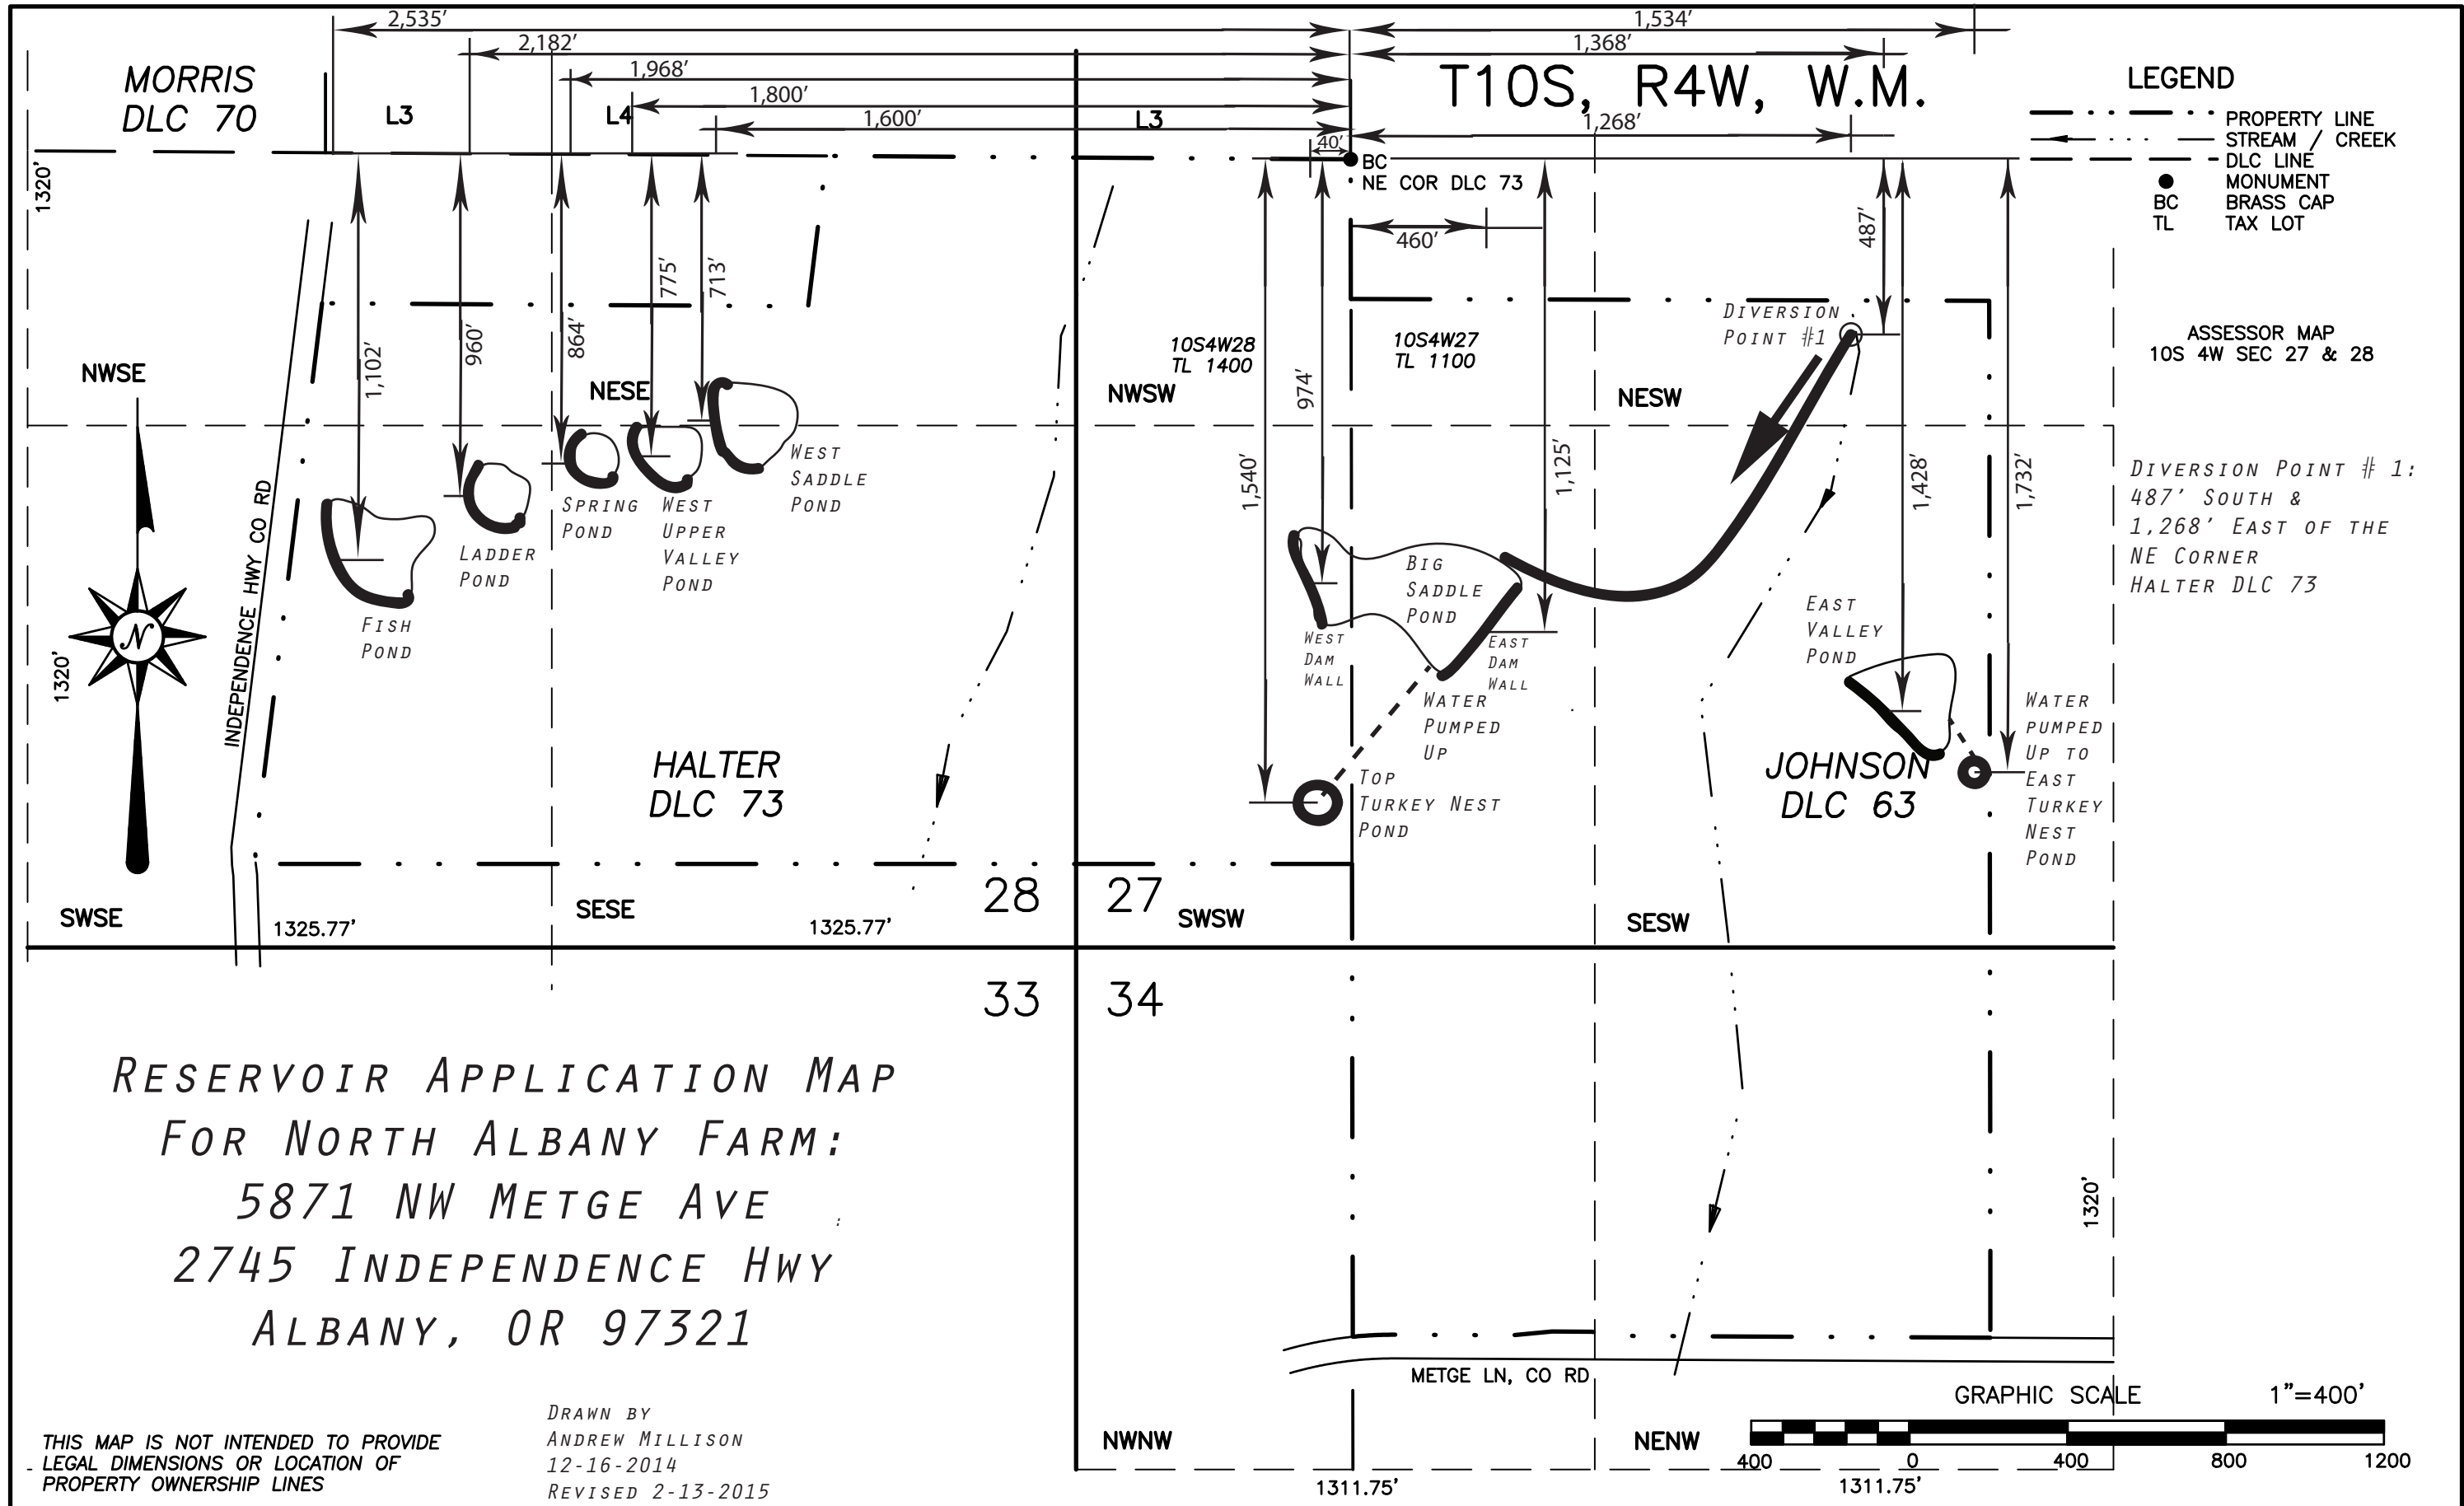 2,535’
1,534’
2,182’
1,368’
1,968’
1,800’
1,600’
1,268’
40’
MORRIS
DLC 70
L3
L4
L3
T10S, R4W, W.M.
LEGEND
PROPERTY LINE
STREAM / CREEK
DLC LINE
MONUMENT
BC BRASS CAP
TL TAX LOT
BC
NE COR DLC 73
1320’
460’
487’
1,102’
960’
864’
775’
713’
974’
1,540’
1,125’
1,428’
1,732’
DIVERSION
POINT #1
10S4W28
TL 1400
10S4W27
TL 1100
ASSESSOR MAP
10S 4W SEC 27 & 28
NWSE
NESE
NWSW
NESW
DIVERSION POINT # 1:
487’ SOUTH &
1,268’ EAST OF THE
NE CORNER
HALTER DLC 73
WEST
SADDLE
POND
SPRING
POND
WEST
UPPER
VALLEY
POND
LADDER
POND
FISH
POND
INDEPENDENCE HWY CO RD
1320’
N
BIG
SADDLE
POND
WEST
DAM
WALL
EAST
DAM
WALL
EAST
VALLEY
POND
WATER
PUMPED
UP
WATER
PUMPED
UP TO
EAST
TURKEY
NEST
POND
TOP
TURKEY NEST
POND
HALTER
DLC 73
JOHNSON
DLC 63
28
27
SWSE
SESE
SWSW
SESW
1325.77’
1325.77’
33
34
RESERVOIR APPLICATION MAP
FOR NORTH ALBANY FARM:
5871 NW METGE AVE
2745 INDEPENDENCE HWY
ALBANY, OR 97321
1320’
METGE LN, CO RD
GRAPHIC SCALE 1"=400’
400 0 400 800 1200
NWNW
NENW
1311.75’
1311.75’
THIS MAP IS NOT INTENDED TO PROVIDE
LEGAL DIMENSIONS OR LOCATION OF
PROPERTY OWNERSHIP LINES
DRAWN BY
ANDREW MILLISON
12-16-2014
REVISED 2-13-2015